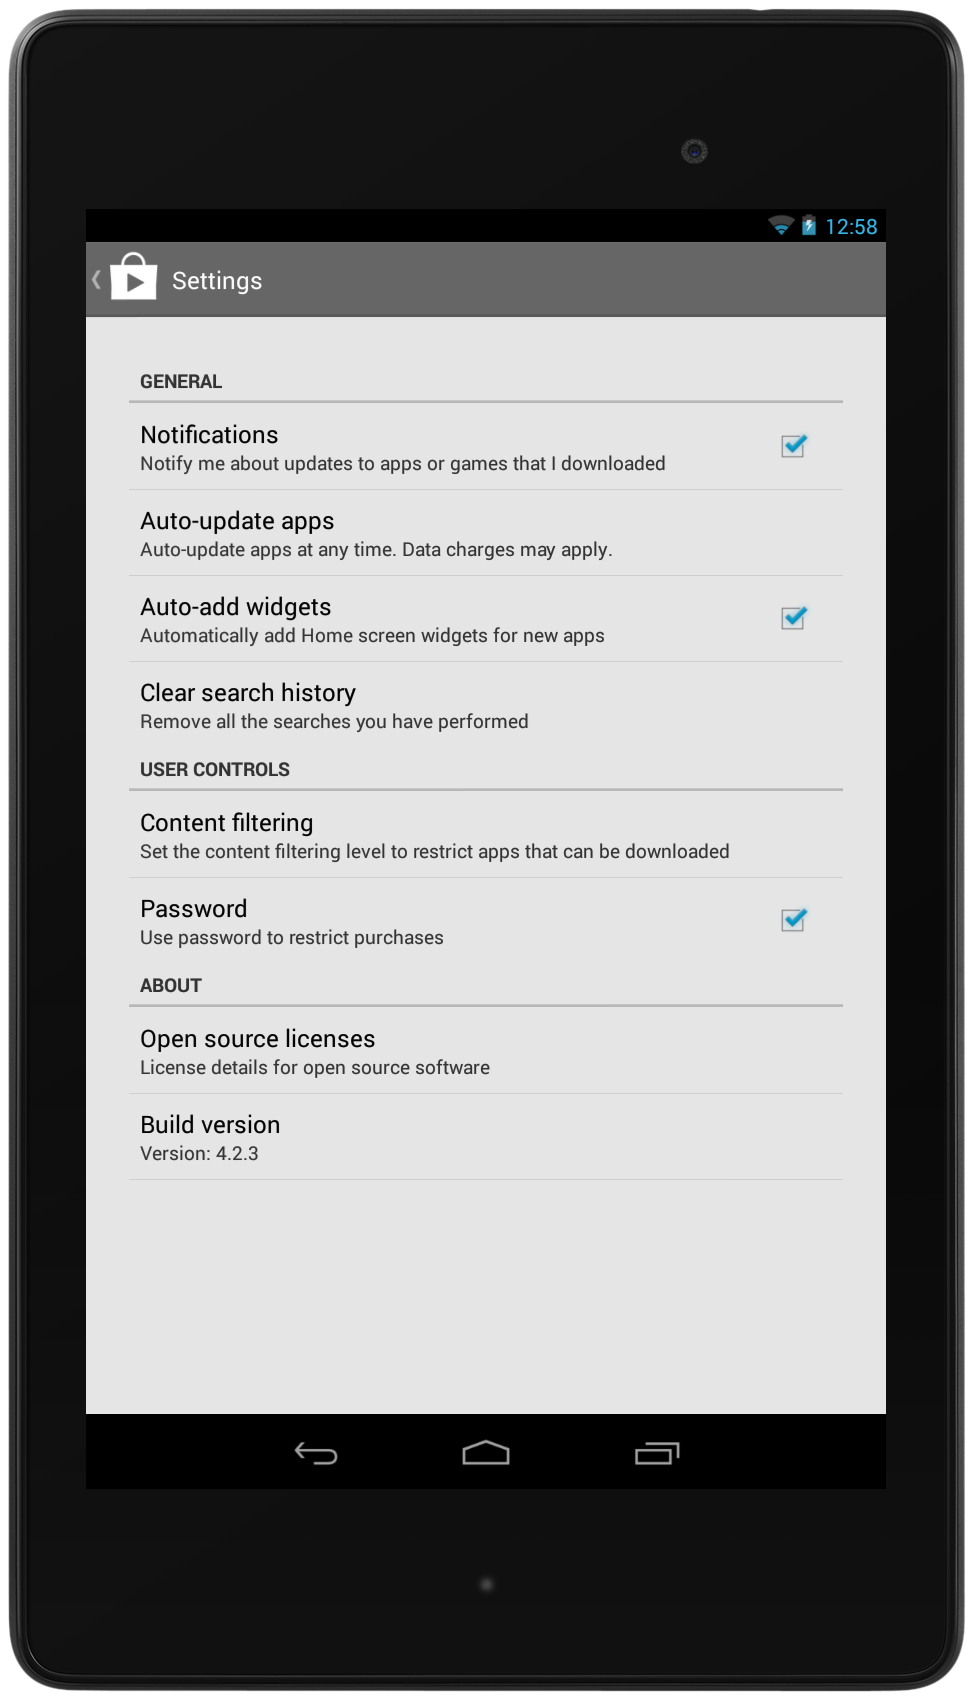 12:58
Settings
GENERAL
Notifications
Notify me about updates to apps or games that I downloaded
Auto-update apps
Auto-update apps at any time. Data charges may apply.
Auto-add widgets
Automatically add Home screen widgets for new apps
Clear search history
Remove all the searches you have performed
USER CONTROLS
Content filtering
Set the content filtering level to restrict apps that can be downloaded
Password
Use password to restrict purchases
ABOUT
Open source licenses
License details for open source software
Build version
Version: 4.2.3